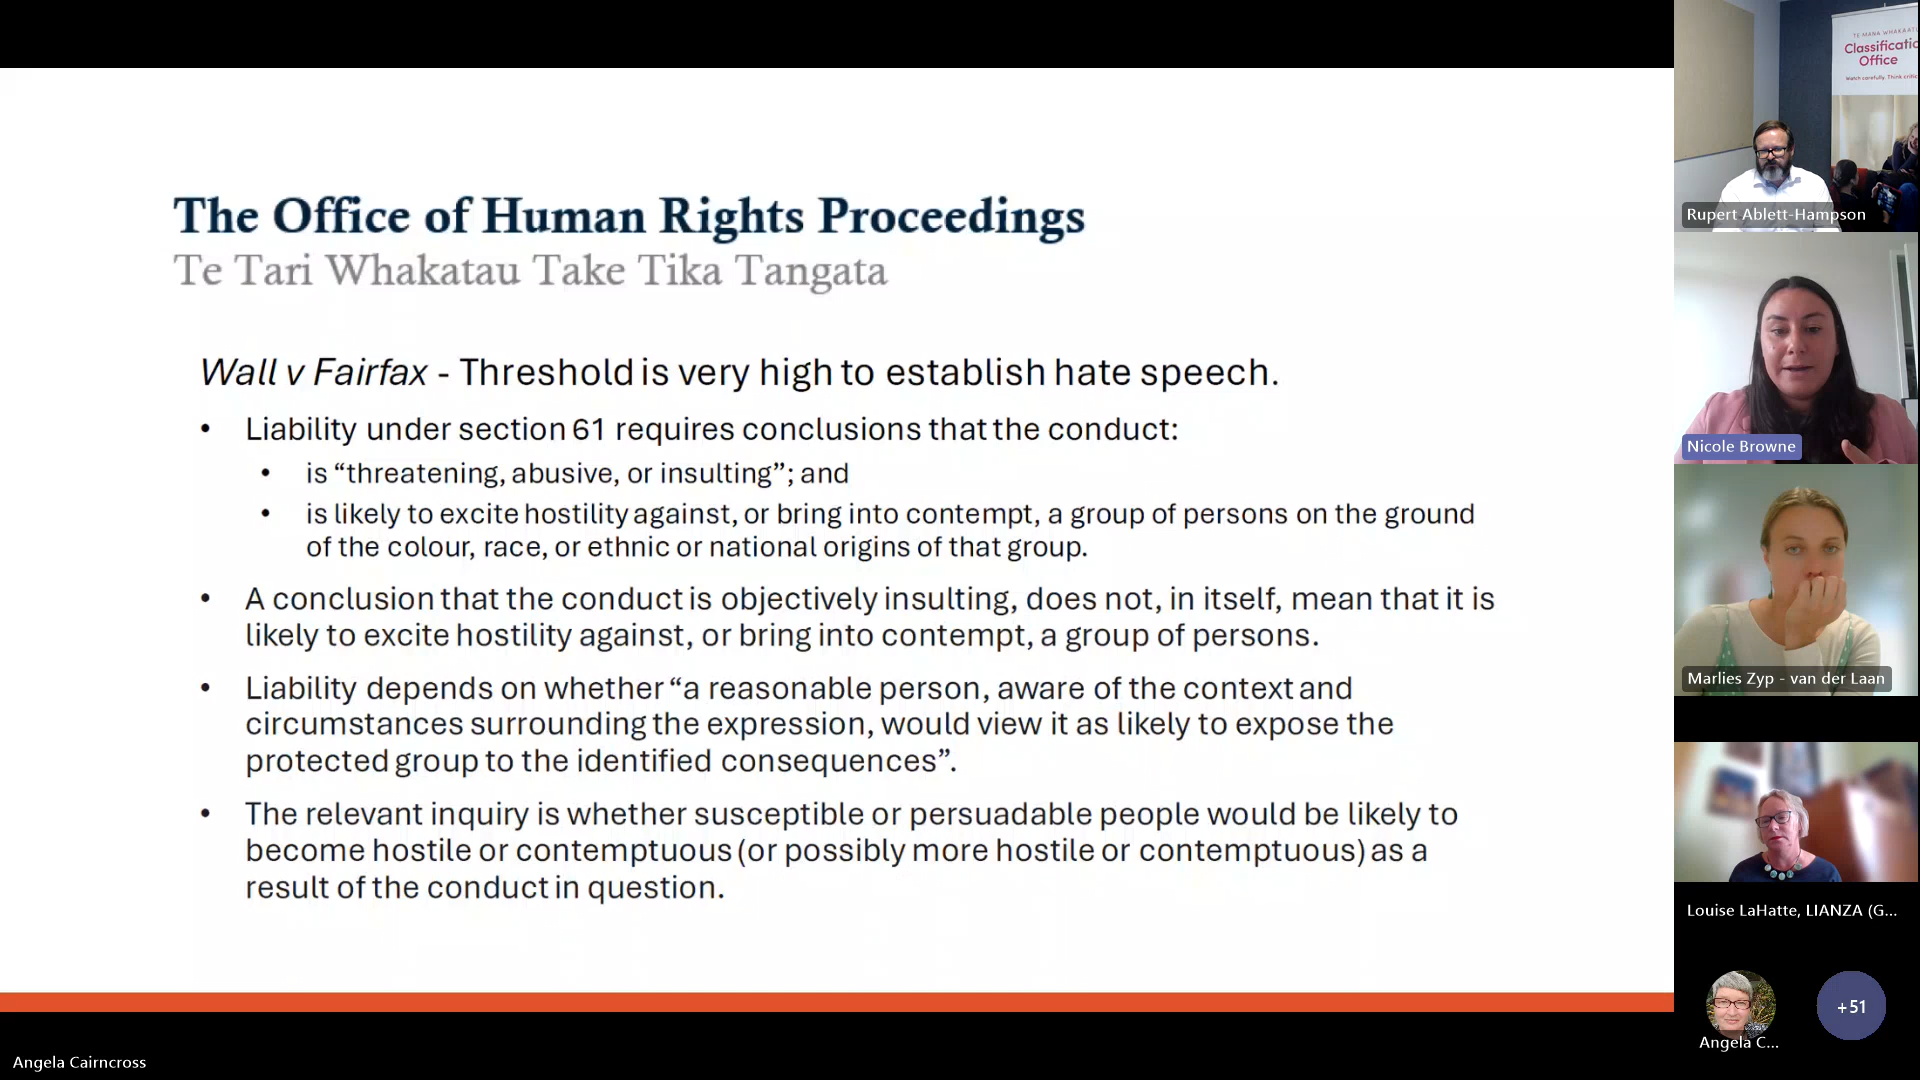 The Office of Human Rights Proceedings
Te Tari Whakatau Take Tika Tangata
Wall v Fairfax - Threshold is very high to establish hate speech.
• Liability under section 61 requires conclusions that the conduct:
• is “threatening, abusive, or insulting”; and
• is likely to excite hostility against, or bring into contempt, a group of persons on the ground
of the colour, race, or ethnic or national origins of that group.
• A conclusion that the conduct is objectively insulting, does not, in itself, mean that it is
likely to excite hostility against, or bring into contempt, a group of persons.
• Liability depends on whether “a reasonable person, aware of the context and
circumstances surrounding the expression, would view it as likely to expose the
protected group to the identified consequences”.
• The relevant inquiry is whether susceptible or persuadable people would be likely to
become hostile or contemptuous (or possibly more hostile or contemptuous) as a
result of the conduct in question.
Angela Cairncross
TE MANA WHAKAATU
Classificatio
Office
Watch carefully. Think critic
Rupert Ablett-Hampson
Nicole Browne
Marlies Zyp - van der Laan
Louise LaHatte, LIANZA (G...
+51
Angela C...